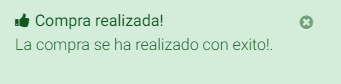 Compra realizada!
La compra se ha realizado con exito!.